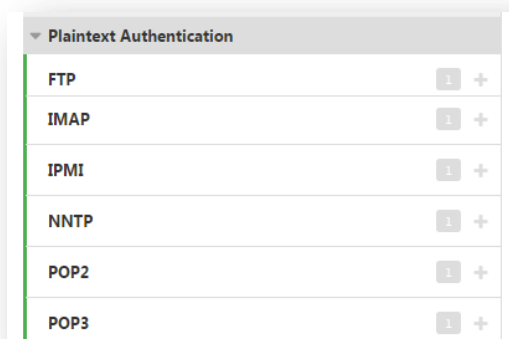 Plaintext Authentication
FTP 1
IMAP 1
IPMI 1
NNTP 1
POP2 1
POP3 1